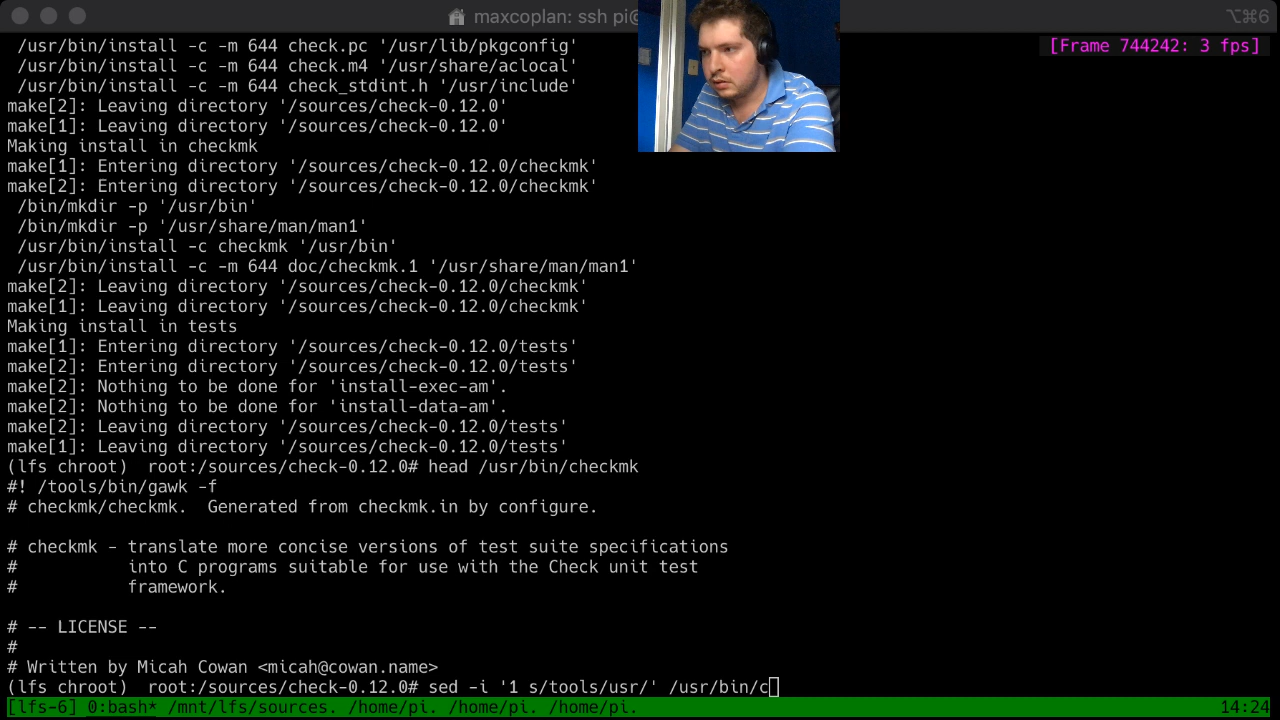 maxcoplan: ssh pi@
⌥⌘6
/usr/bin/install -c -m 644 check.pc '/usr/lib/pkgconfig'
[Frame 744242: 3 fps]
/usr/bin/install -c -m 644 check.m4 '/usr/share/aclocal'
/usr/bin/install -c -m 644 check_stdint.h '/usr/include'
make[2]: Leaving directory '/sources/check-0.12.0'
make[1]: Leaving directory '/sources/check-0.12.0'
Making install in checkmk
make[1]: Entering directory '/sources/check-0.12.0/checkmk'
make[2]: Entering directory '/sources/check-0.12.0/checkmk'
/bin/mkdir -p '/usr/bin'
/bin/mkdir -p '/usr/share/man/man1'
/usr/bin/install -c checkmk '/usr/bin'
/usr/bin/install -c -m 644 doc/checkmk.1 '/usr/share/man/man1'
make[2]: Leaving directory '/sources/check-0.12.0/checkmk'
make[1]: Leaving directory '/sources/check-0.12.0/checkmk'
Making install in tests
make[1]: Entering directory '/sources/check-0.12.0/tests'
make[2]: Entering directory '/sources/check-0.12.0/tests'
make[2]: Nothing to be done for 'install-exec-am'.
make[2]: Nothing to be done for 'install-data-am'.
make[2]: Leaving directory '/sources/check-0.12.0/tests'
make[1]: Leaving directory '/sources/check-0.12.0/tests'
(lfs chroot)  root:/sources/check-0.12.0# head /usr/bin/checkmk
#! /tools/bin/gawk -f
# checkmk/checkmk.  Generated from checkmk.in by configure.
# checkmk - translate more concise versions of test suite specifications
#           into C programs suitable for use with the Check unit test
#           framework.
# -- LICENSE --
#
# Written by Micah Cowan <micah@cowan.name>
(lfs chroot)  root:/sources/check-0.12.0# sed -i '1 s/tools/usr/' /usr/bin/c
[lfs-6] 0:bash* /mnt/lfs/sources. /home/pi. /home/pi. /home/pi. 14:24